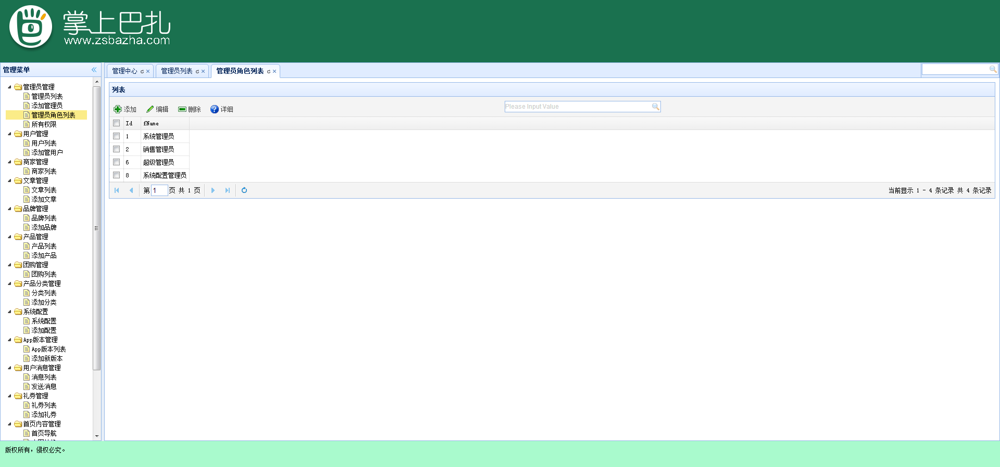 掌上巴扎
www.zsbazha.com
管理菜单
管理中心
管理员列表
管理员角色列表
管理员管理
管理员列表
添加管理员
管理员角色列表
所有权限
用户管理
用户列表
添加管用户
商家管理
商家列表
文章管理
文章列表
添加文章
品牌管理
品牌列表
添加品牌
产品管理
产品列表
添加产品
团购管理
团购列表
产品分类管理
分类列表
添加分类
系统配置
系统配置
添加配置
App版本管理
App版本列表
添加新版本
用户消息管理
消息列表
发送消息
礼券管理
礼券列表
添加礼券
首页内容管理
首页导航
列表
添加 编辑 删除 详细
Please Input Value
Id fName
1 系统管理员
2 销售管理员
6 超级管理员
8 系统配置管理员
第 1 页 共 1 页
当前显示 1 - 4 条记录 共 4 条记录
版权所有，侵权必究。